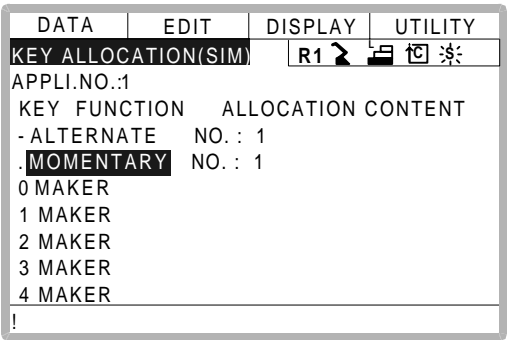 DATA EDIT DISPLAY UTILITY
KEY ALLOCATION(SIM) R1 C S
APPLI.NO.:1
KEY FUNCTION ALLOCATION CONTENT
- ALTERNATE NO. : 1
. MOMENTARY NO. : 1
0 MAKER
1 MAKER
2 MAKER
3 MAKER
4 MAKER
!